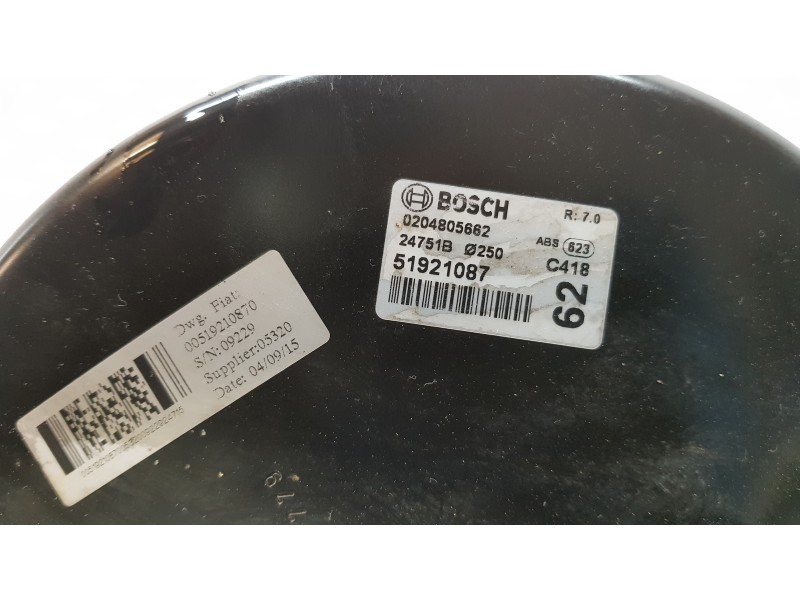 BOSCH R: 7.0
0204805662
24751B Ø250 ABS 623
51921087 C418
62
Dwg. Fiat:
00519210870
S/N:09229
Supplier:05320
Date: 04/09/15